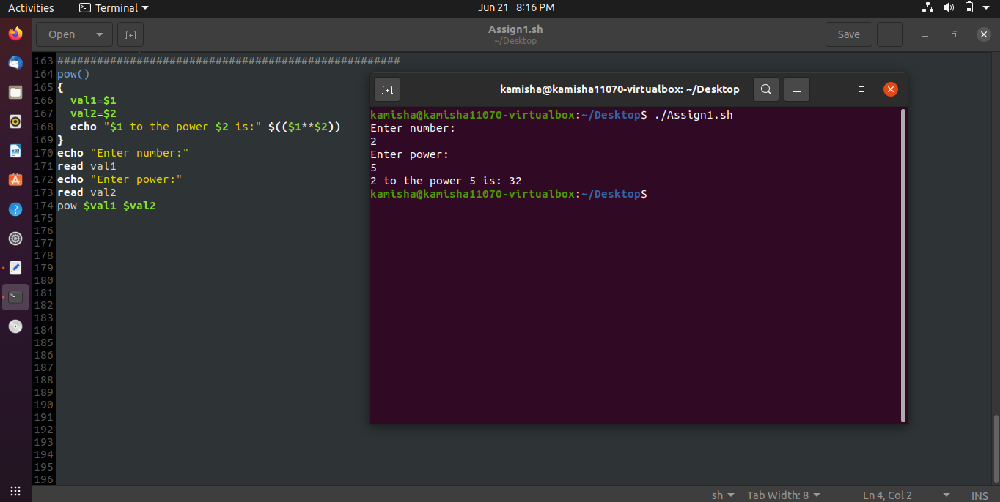 Activities
Terminal
Jun 21 8:16 PM
Open
Assign1.sh
~/Desktop
Save
163 ####################################################
164 pow()
165 {
166   val1=$1
167   val2=$2
168   echo "$1 to the power $2 is:" $(($1**$2))
169 }
170 echo "Enter number:"
171 read val1
172 echo "Enter power:"
173 read val2
174 pow $val1 $val2
175
176
177
178
179
180
181
182
183
184
185
186
187
188
189
190
191
192
193
194
195
196
kamisha@kamisha11070-virtualbox: ~/Desktop
kamisha@kamisha11070-virtualbox:~/Desktop$ ./Assign1.sh
Enter number:
2
Enter power:
5
2 to the power 5 is: 32
kamisha@kamisha11070-virtualbox:~/Desktop$
sh
Tab Width: 8
Ln 4, Col 2
INS